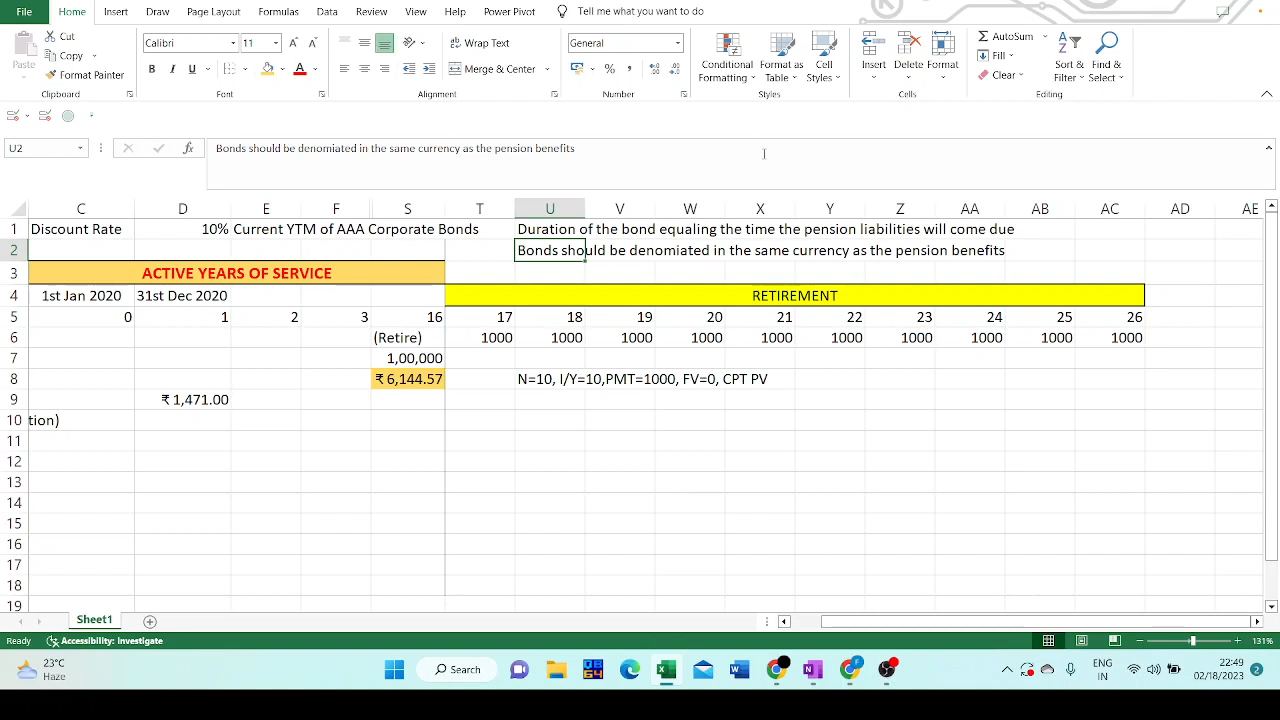 File Home Insert Draw Page Layout Formulas Data Review View Help Power Pivot Tell me what you want to do
Cut Calibri 11 Wrap Text General AutoSum
Copy Fill
Paste Format Painter B I U A Merge & Center % , Conditional Formatting Format as Table Cell Styles Insert Delete Format Clear Sort & Filter Find & Select
Clipboard Font Alignment Number Styles Cells Editing
U2 fx Bonds should be denomiated in the same currency as the pension benefits
C D E F S T U V W X Y Z AA AB AC AD AE
1 Discount Rate 10% Current YTM of AAA Corporate Bonds Duration of the bond equaling the time the pension liabilities will come due
2 Bonds should be denomiated in the same currency as the pension benefits
3 ACTIVE YEARS OF SERVICE
4 1st Jan 2020 31st Dec 2020 RETIREMENT
5 0 1 2 3 16 17 18 19 20 21 22 23 24 25 26
6 (Retire) 1000 1000 1000 1000 1000 1000 1000 1000 1000 1000
7 1,00,000
8 ₹ 6,144.57 N=10, I/Y=10,PMT=1000, FV=0, CPT PV
9 ₹ 1,471.00
10 tion)
11
12
13
14
15
16
17
18
19
Sheet1
Ready Accessibility: Investigate 131%
23°C Search ENG 22:49
Haze IN 02/18/2023 2